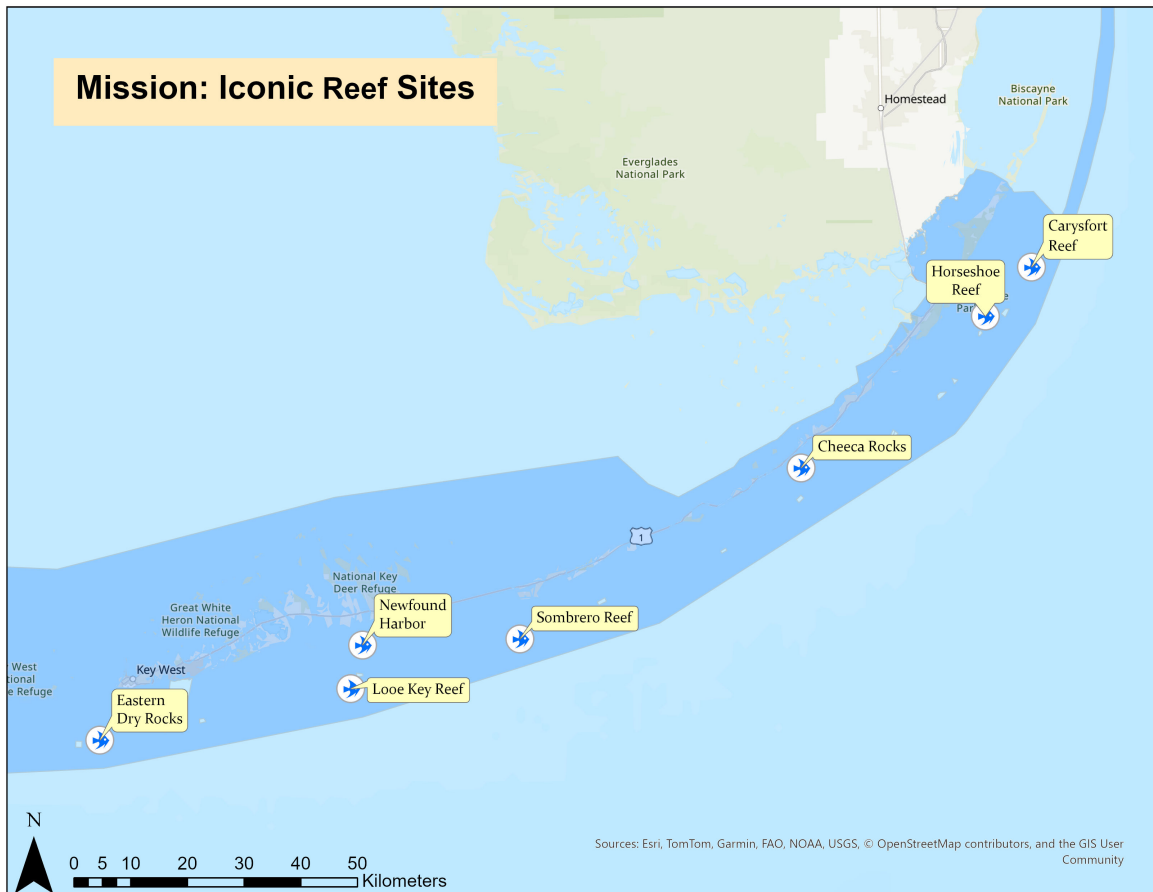 Mission: Iconic Reef Sites
Homestead
Biscayne
National Park
Everglades
National Park
Carysfort
Reef
Horseshoe
Reef
Cheeca Rocks
1
National Key
Deer Refuge
Newfound
Harbor
Great White
Heron National
Wildlife Refuge
Sombrero Reef
Key West
West
Refuge
Looe Key Reef
Eastern
Dry Rocks
N
0 5 10 20 30 40 50
Kilometers
Sources: Esri, TomTom, Garmin, FAO, NOAA, USGS, © OpenStreetMap contributors, and the GIS User
Community